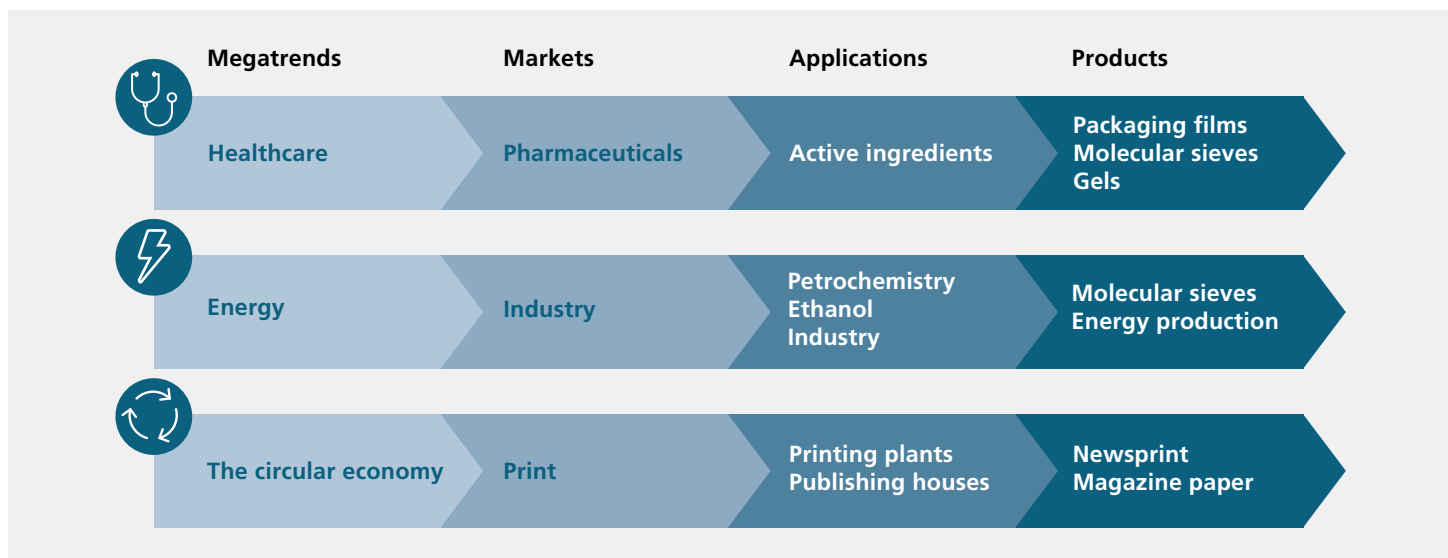 Megatrends Markets Applications Products
Healthcare
Pharmaceuticals
Active ingredients
Packaging films
Molecular sieves
Gels
Energy
Industry
Petrochemistry
Ethanol
Industry
Molecular sieves
Energy production
The circular economy
Print
Printing plants
Publishing houses
Newsprint
Magazine paper